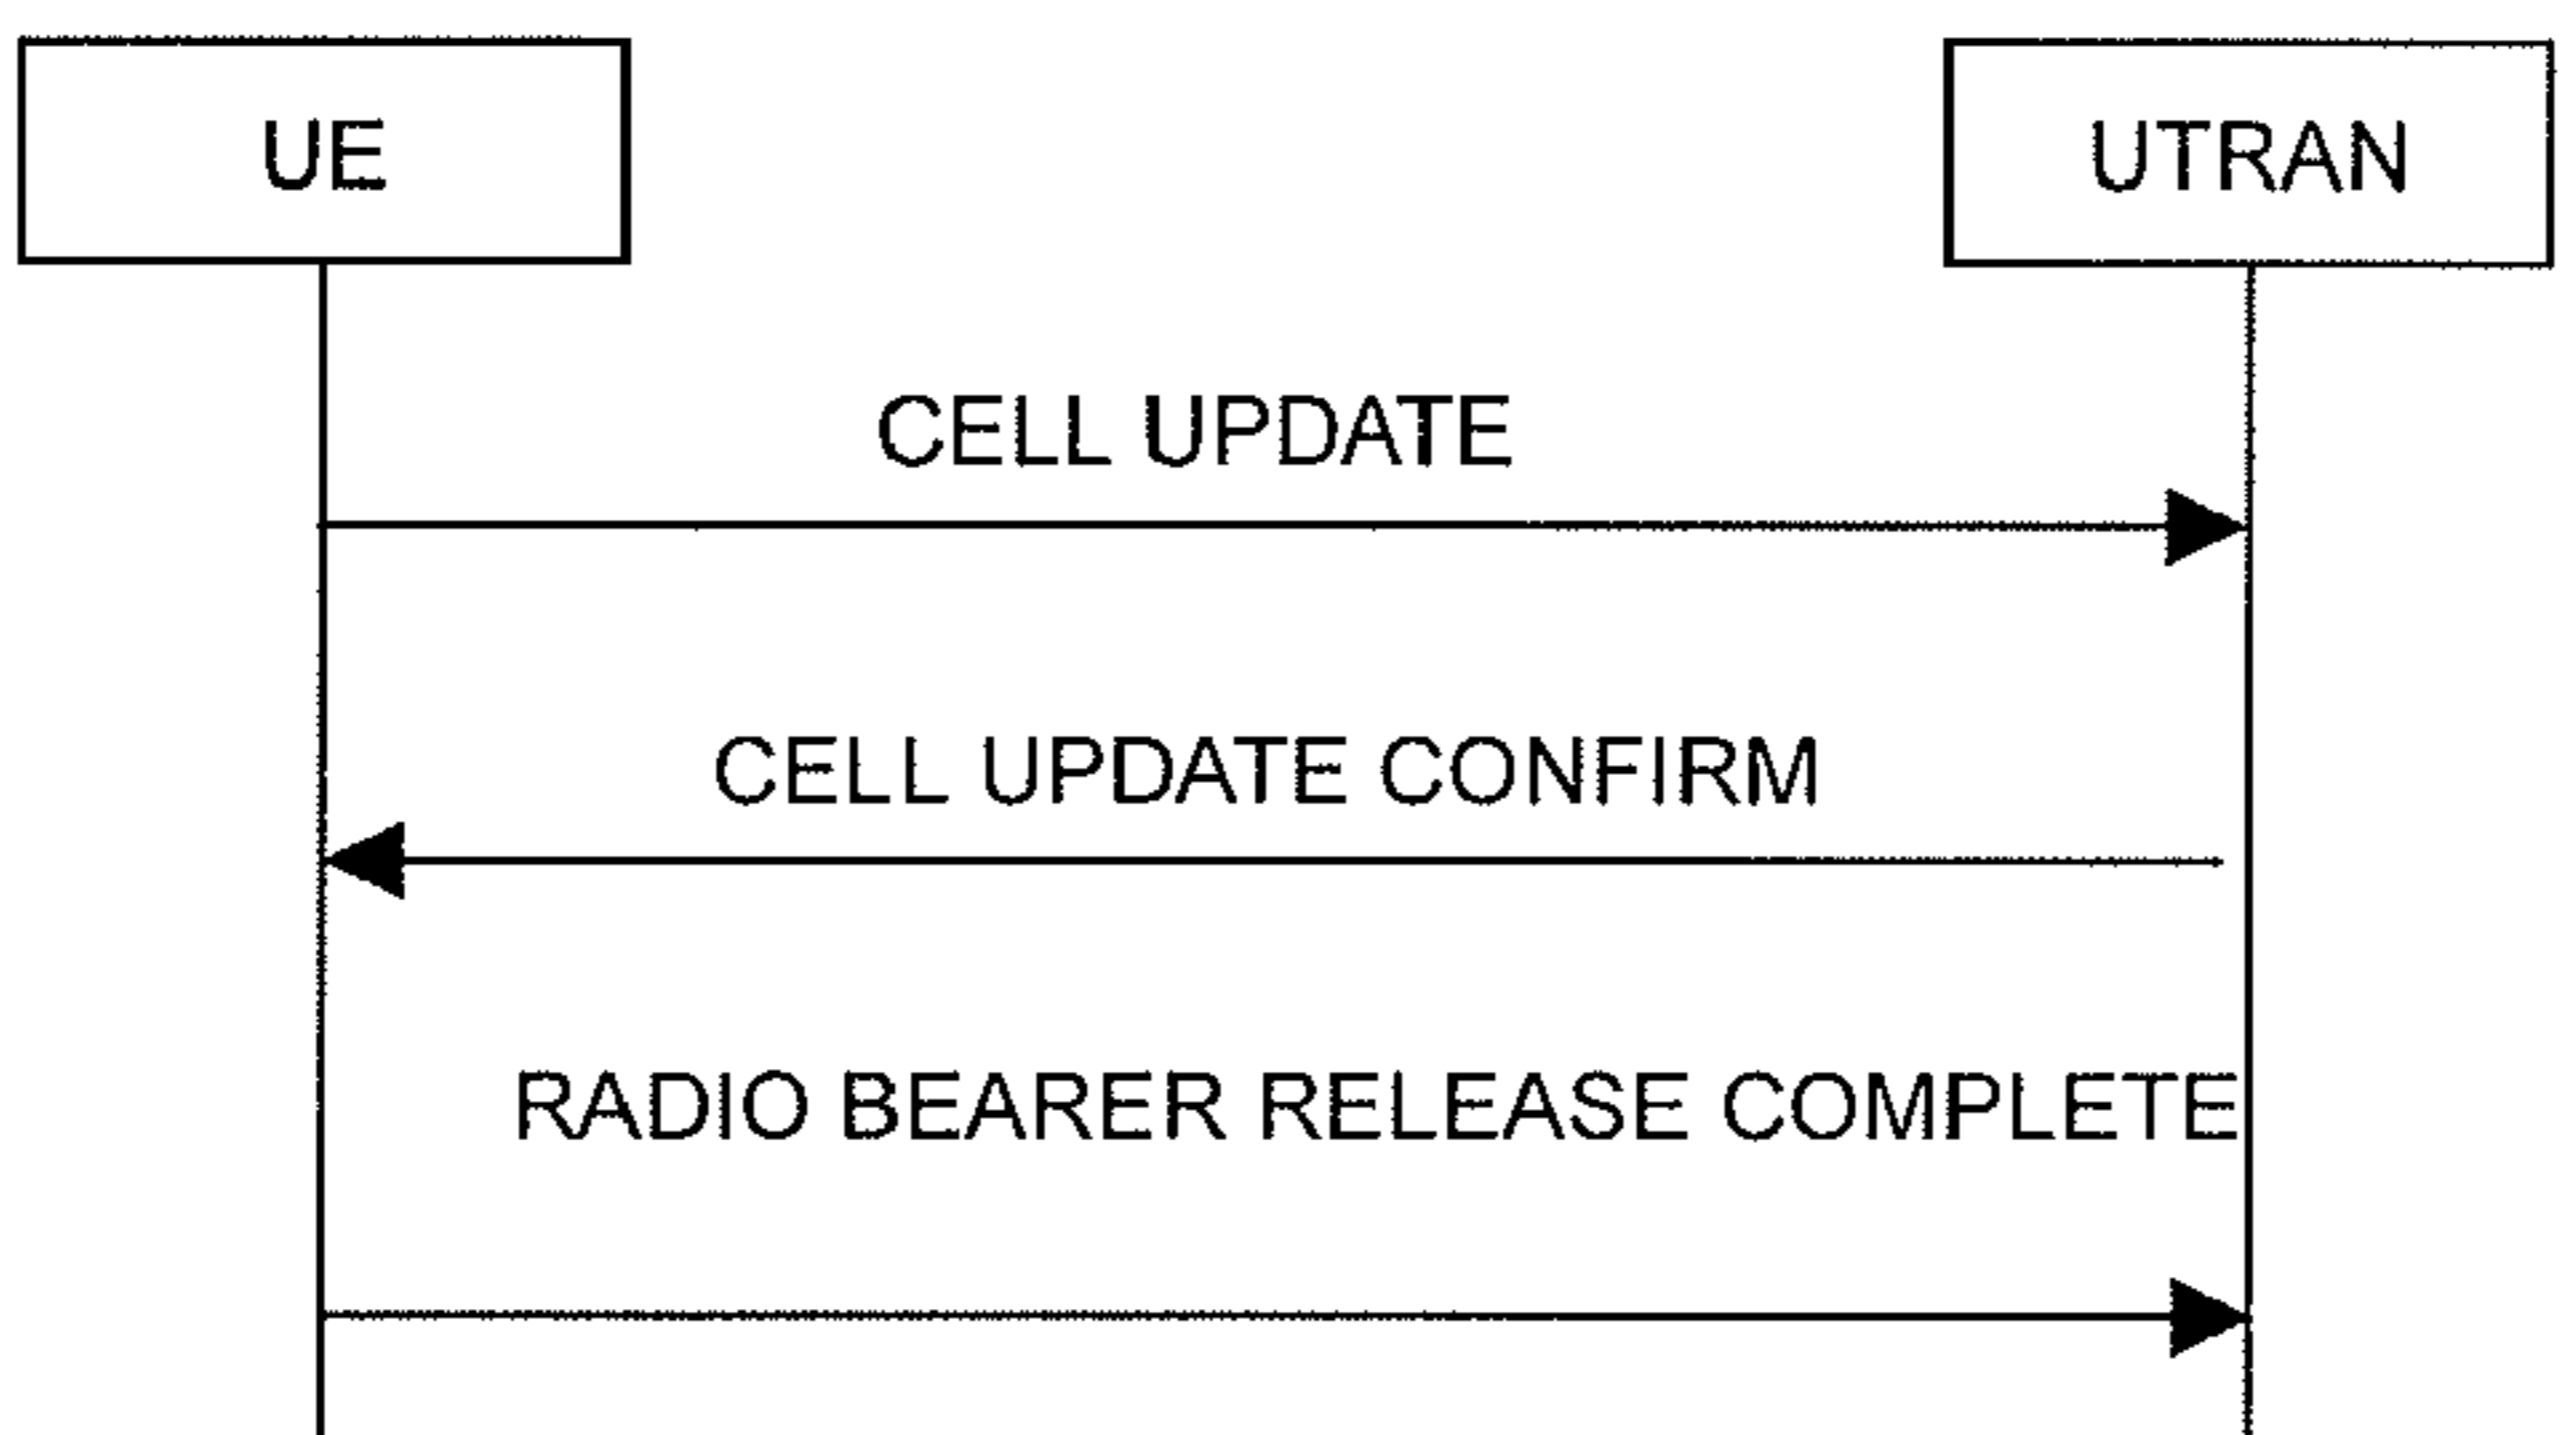 UE
UTRAN
CELL UPDATE
CELL UPDATE CONFIRM
RADIO BEARER RELEASE COMPLETE